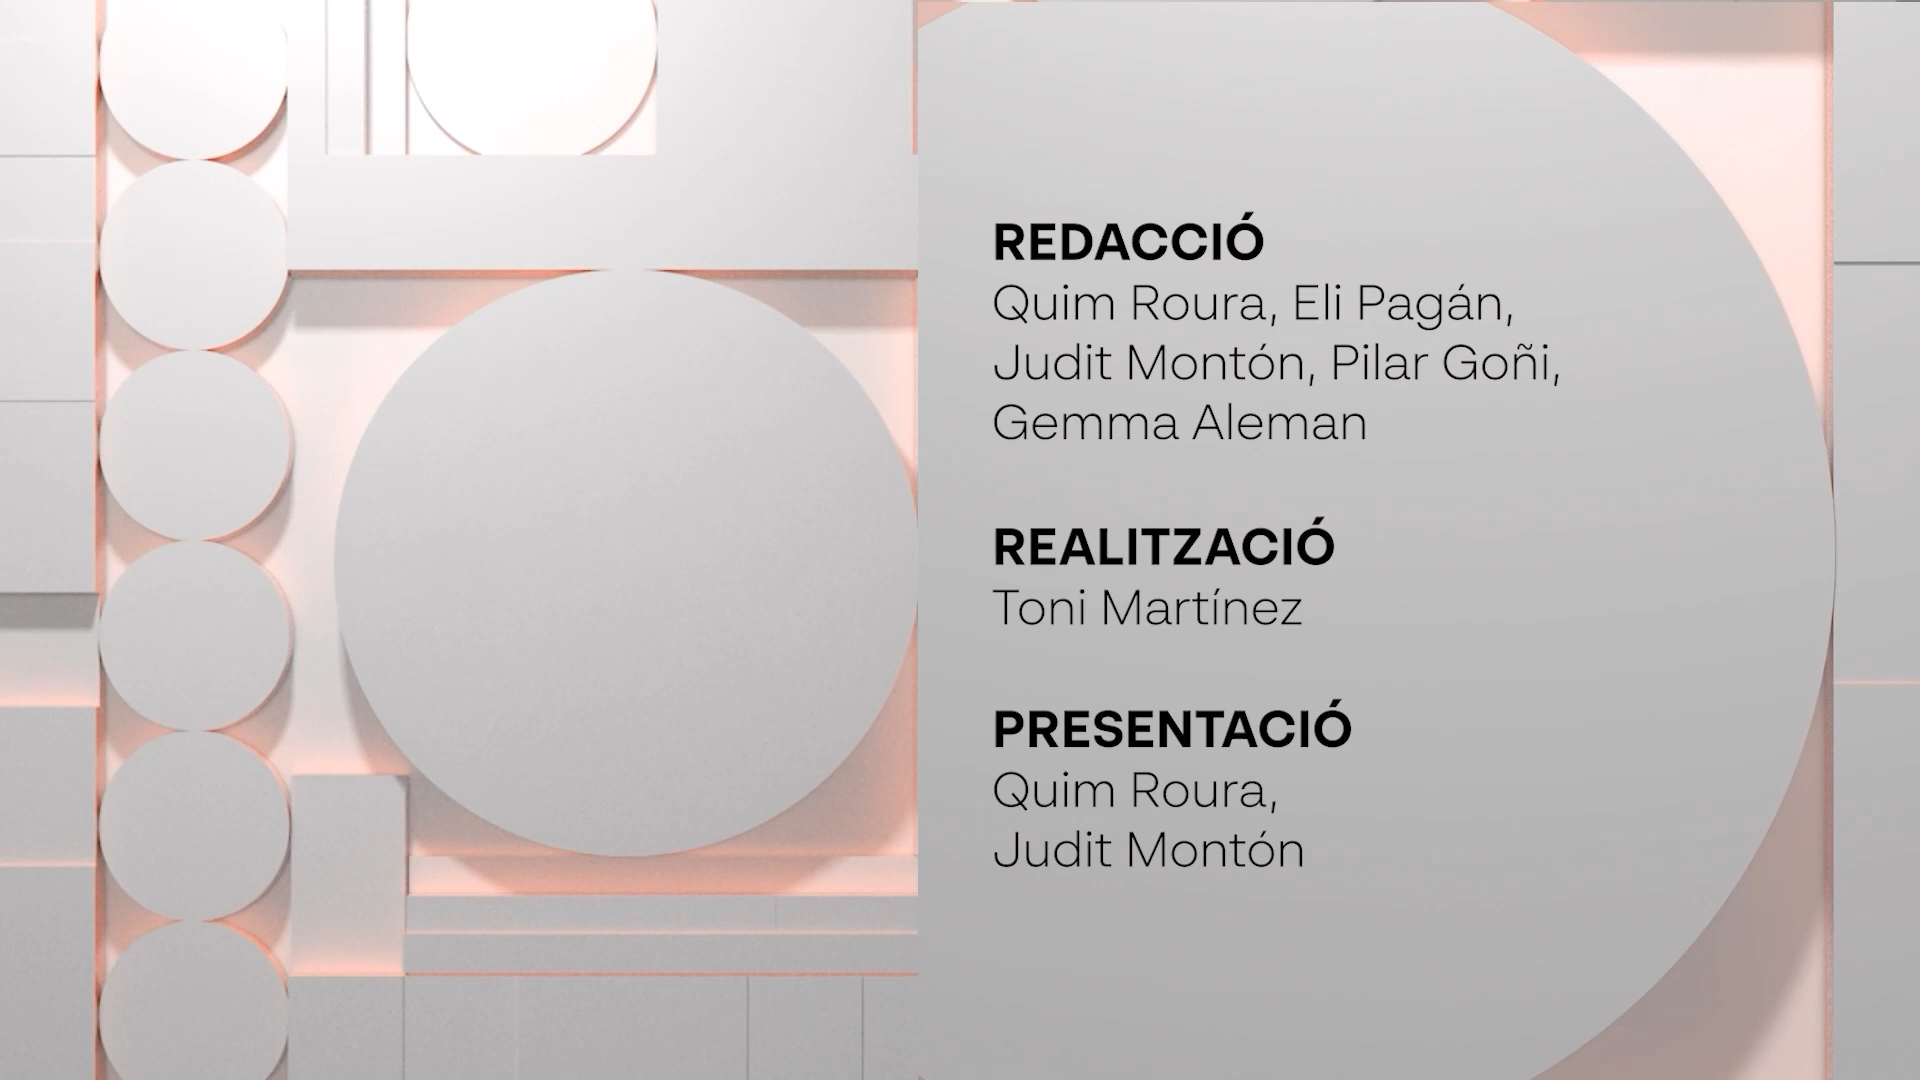 REDACCIÓ
Quim Roura, Eli Pagán,
Judit Montón, Pilar Goñi,
Gemma Aleman
REALITZACIÓ
Toni Martínez
PRESENTACIÓ
Quim Roura,
Judit Montón